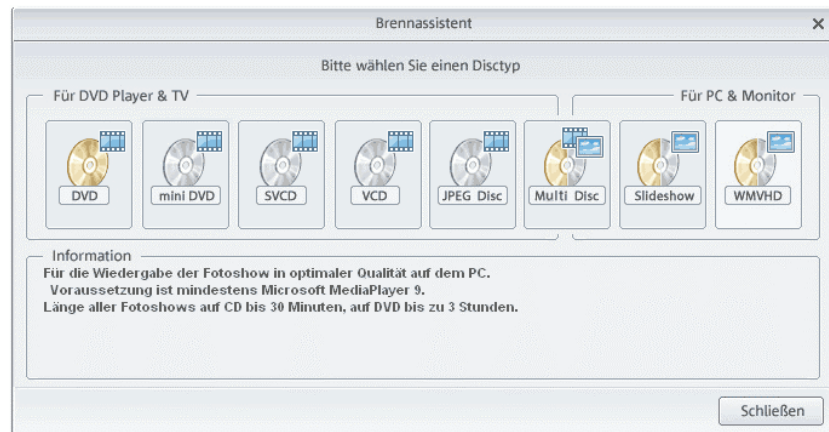 Brennassistent
Bitte wählen Sie einen Disctyp
Für DVD Player & TV
Für PC & Monitor
DVD
mini DVD
SVCD
VCD
JPEG Disc
Multi Disc
Slideshow
WMVHD
Information
Für die Wiedergabe der Fotoshow in optimaler Qualität auf dem PC.
Voraussetzung ist mindestens Microsoft MediaPlayer 9.
Länge aller Fotoshows auf CD bis 30 Minuten, auf DVD bis zu 3 Stunden.
Schließen